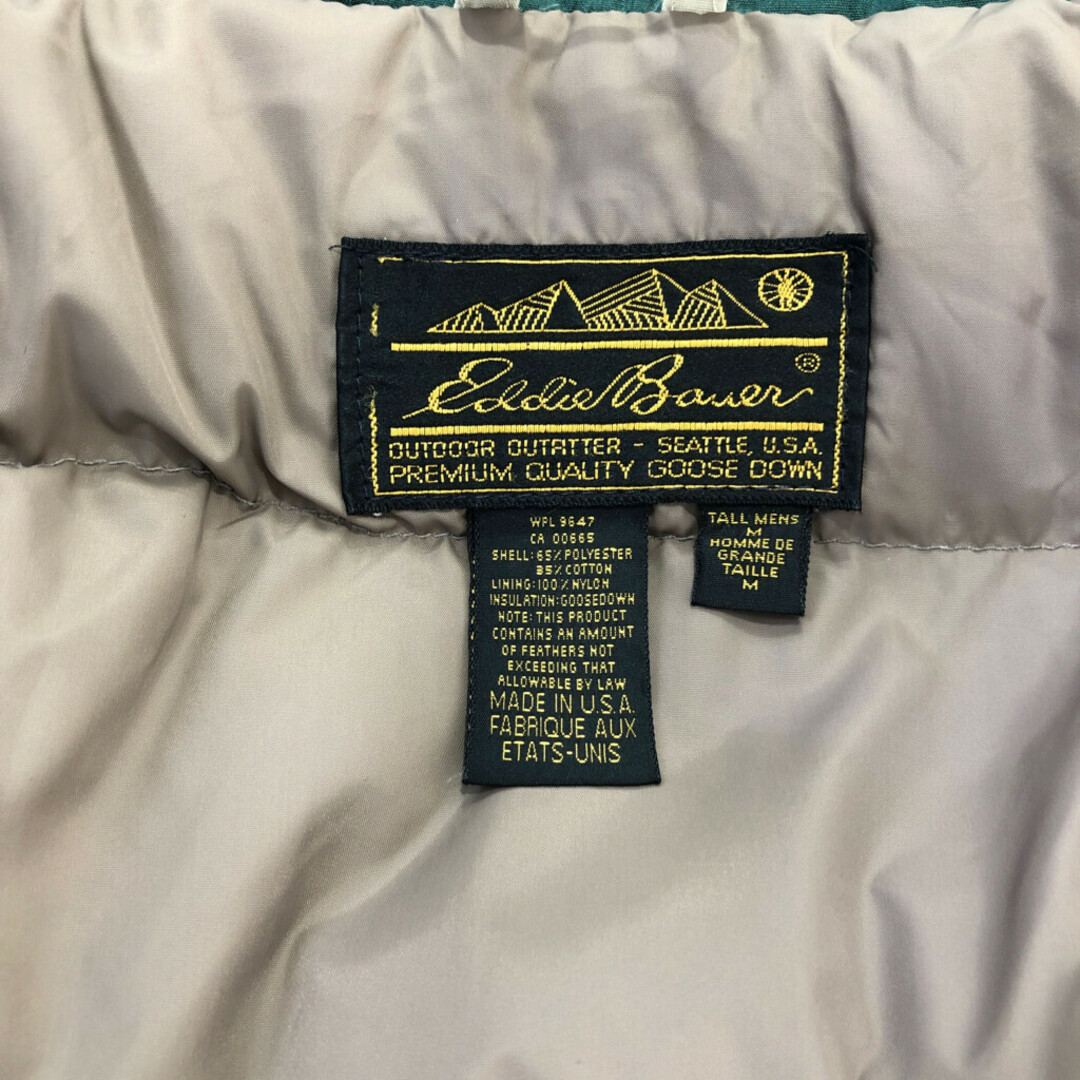 Eddie Bauer ®
OUTDOOR OUTFITTER - SEATTLE, U.S.A.
PREMIUM QUALITY GOOSE DOWN
WPL 9647
CA 00665
SHELL: 65% POLYESTER
35% COTTON
LINING: 100% NYLON
INSULATION: GOOSEDOWN
NOTE: THIS PRODUCT
CONTAINS AN AMOUNT
OF FEATHERS NOT
EXCEEDING THAT
ALLOWABLE BY LAW
MADE IN U.S.A.
FABRIQUE AUX
ETATS-UNIS
TALL MENS
M
HOMME DE
GRANDE
TAILLE
M